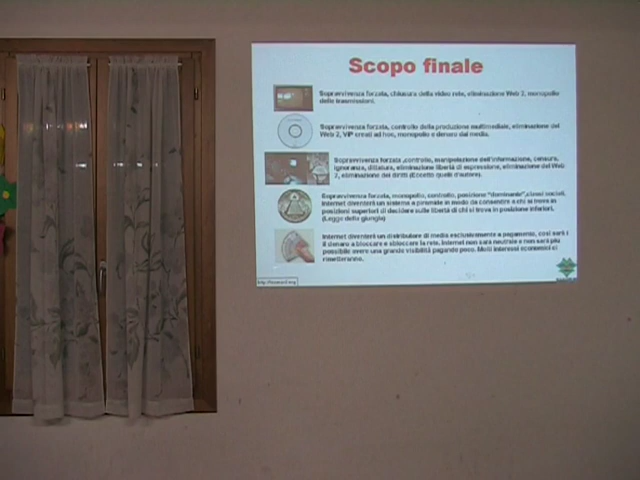 Scopo finale
Sopravvivenza forzata, chiusura della video rete, eliminazione Web 2, monopolio
delle trasmissioni.
Sopravvivenza forzata, controllo della produzione multimediale, eliminazione del
Web 2, VIP creati ad hoc, monopolio e denaro dai media.
Sopravvivenza forzata ,controllo, manipolazione dell'informazione, censura,
ignoranza, dittatura, eliminazione libertà di espressione, eliminazione del Web
2, eliminazione dei diritti (Eccetto quelli d'autore).
Sopravvivenza forzata, monopolio, controllo, posizione "dominante",classi sociali.
Internet diventerà un sistema a piramide in modo da consentire a chi si trova in
posizioni superiori di decidere sulle libertà di chi si trova in posizione inferiori.
(Legge della giungla)
Internet diventerà un distributore di media esclusivamente a pagamento, così sarà
il denaro a bloccare e sbloccare la rete. Internet non sarà neutrale e non sarà più
possibile avere una grande visibilità pagando poco. Molti interessi economici ci
rimetteranno.